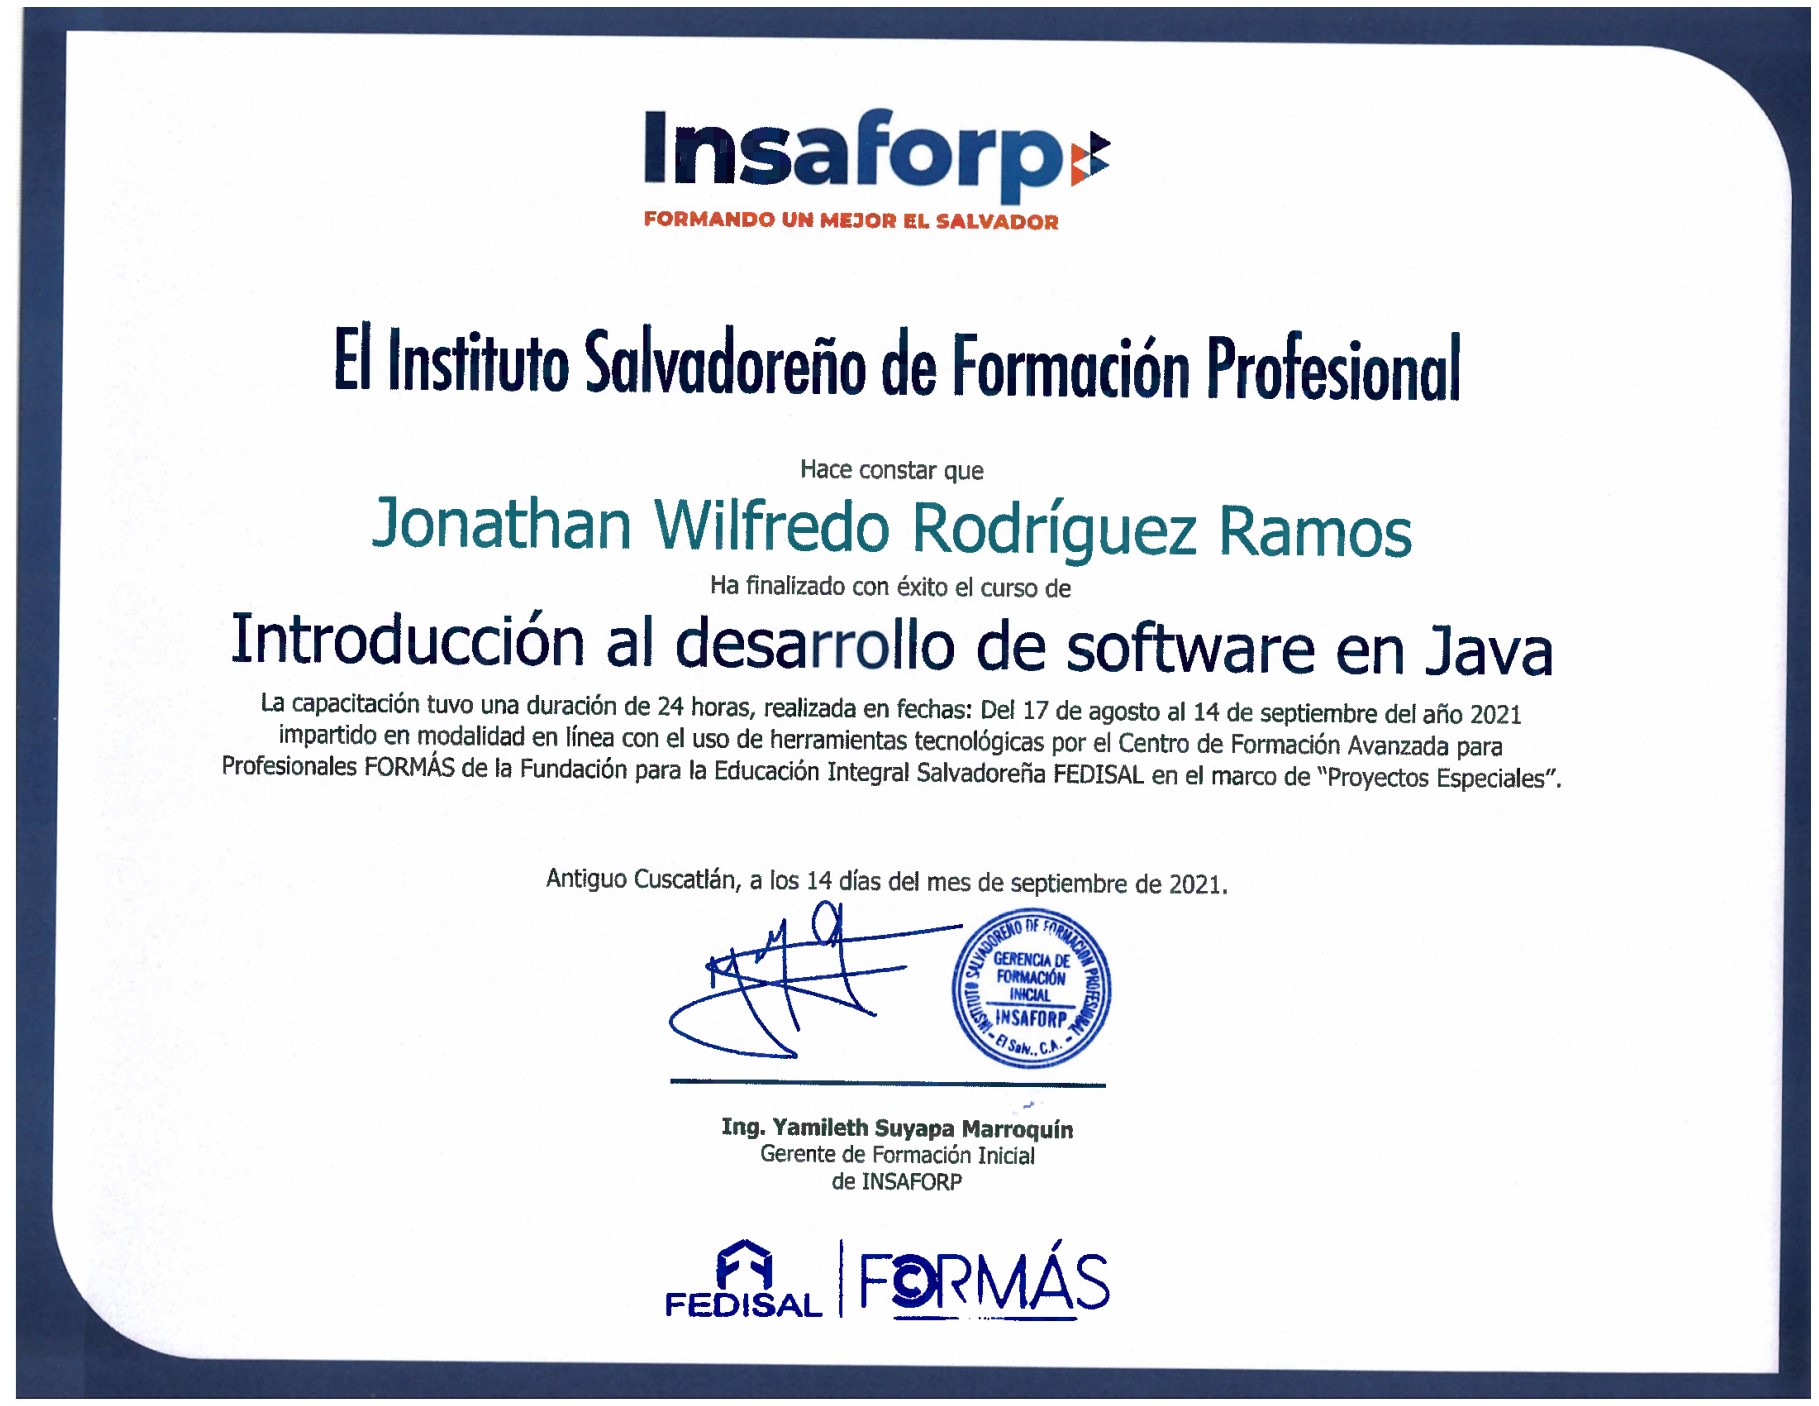 Insaforp
FORMANDO UN MEJOR EL SALVADOR
El Instituto Salvadoreño de Formación Profesional
Hace constar que
Jonathan Wilfredo Rodríguez Ramos
Ha finalizado con éxito el curso de
Introducción al desarrollo de software en Java
La capacitación tuvo una duración de 24 horas, realizada en fechas: Del 17 de agosto al 14 de septiembre del año 2021
impartido en modalidad en línea con el uso de herramientas tecnológicas por el Centro de Formación Avanzada para
Profesionales FORMÁS de la Fundación para la Educación Integral Salvadoreña FEDISAL en el marco de "Proyectos Especiales".
Antiguo Cuscatlán, a los 14 días del mes de septiembre de 2021.
INSTITUTO SALVADOREÑO DE FORMACION PROFESIONAL
GERENCIA DE
FORMACIÓN
INICIAL
INSAFORP
- El Salv., C.A. -
Ing. Yamileth Suyapa Marroquín
Gerente de Formación Inicial
de INSAFORP
FEDISAL
FORMÁS